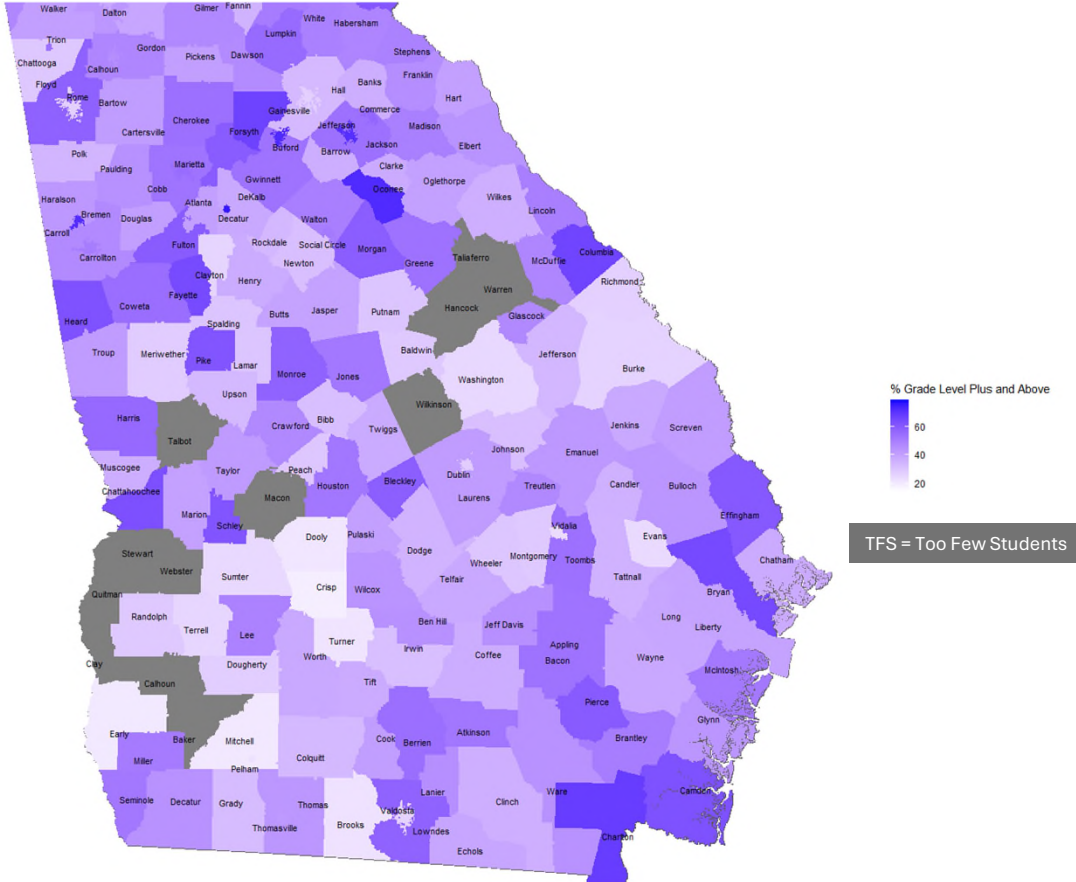 Walker
Dalton
Gilmer
Fannin
White
Habersham
Lumpkin
Trion
Gordon
Pickens
Dawson
Stephens
Chattooga
Calhoun
Franklin
Floyd
Rome
Bartow
Hall
Banks
Hart
Gainesville
Commerce
Cherokee
Cartersville
Forsyth
Jefferson
Madison
Buford
Jackson
Elbert
Polk
Barrow
Paulding
Marietta
Clarke
Gwinnett
Oglethorpe
Cobb
Oconee
Haralson
DeKalb
Wilkes
Atlanta
Bremen
Douglas
Decatur
Walton
Lincoln
Carroll
Fulton
Rockdale
Social Circle
Morgan
Columbia
Carrollton
Newton
Greene
Taliaferro
McDuffie
Clayton
Henry
Warren
Richmond
Fayette
Coweta
Butts
Jasper
Putnam
Hancock
Glascock
Heard
Spalding
Troup
Meriwether
Pike
Lamar
Baldwin
Jefferson
Monroe
Jones
Washington
Burke
Upson
Wilkinson
% Grade Level Plus and Above
Harris
Crawford
Bibb
Twiggs
Jenkins
Screven
60
Talbot
Johnson
Emanuel
40
Muscogee
Taylor
Peach
Dublin
20
Chattahoochee
Macon
Houston
Bleckley
Laurens
Treutlen
Candler
Bulloch
Marion
Schley
Effingham
Dooly
Pulaski
Vidalia
Evans
TFS = Too Few Students
Stewart
Dodge
Wheeler
Montgomery
Toombs
Chatham
Webster
Sumter
Crisp
Wilcox
Telfair
Tattnall
Bryan
Quitman
Randolph
Terrell
Lee
Ben Hill
Jeff Davis
Long
Liberty
Turner
Irwin
Appling
Clay
Dougherty
Worth
Coffee
Bacon
Wayne
McIntosh
Calhoun
Tift
Pierce
Early
Baker
Mitchell
Cook
Berrien
Atkinson
Brantley
Glynn
Miller
Pelham
Colquitt
Seminole
Decatur
Grady
Thomas
Lanier
Clinch
Ware
Camden
Valdosta
Thomasville
Brooks
Lowndes
Charlton
Echols